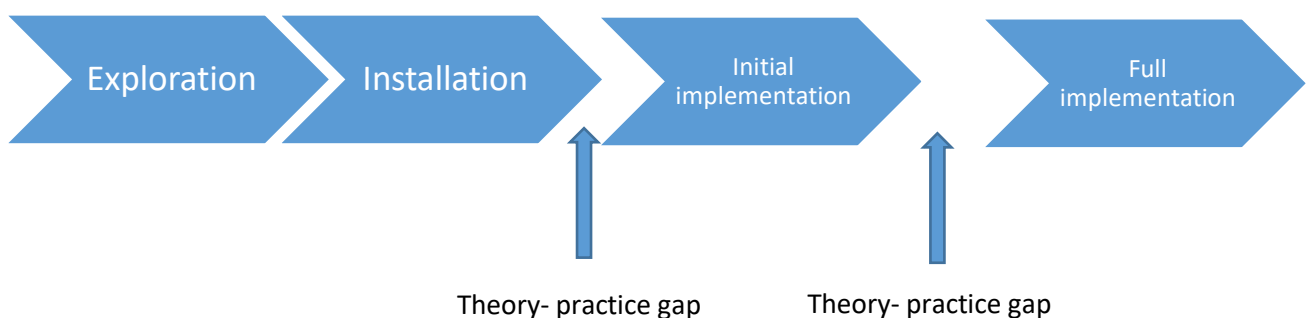 Exploration
Installation
Initial
implementation
Full
implementation
Theory- practice gap
Theory- practice gap